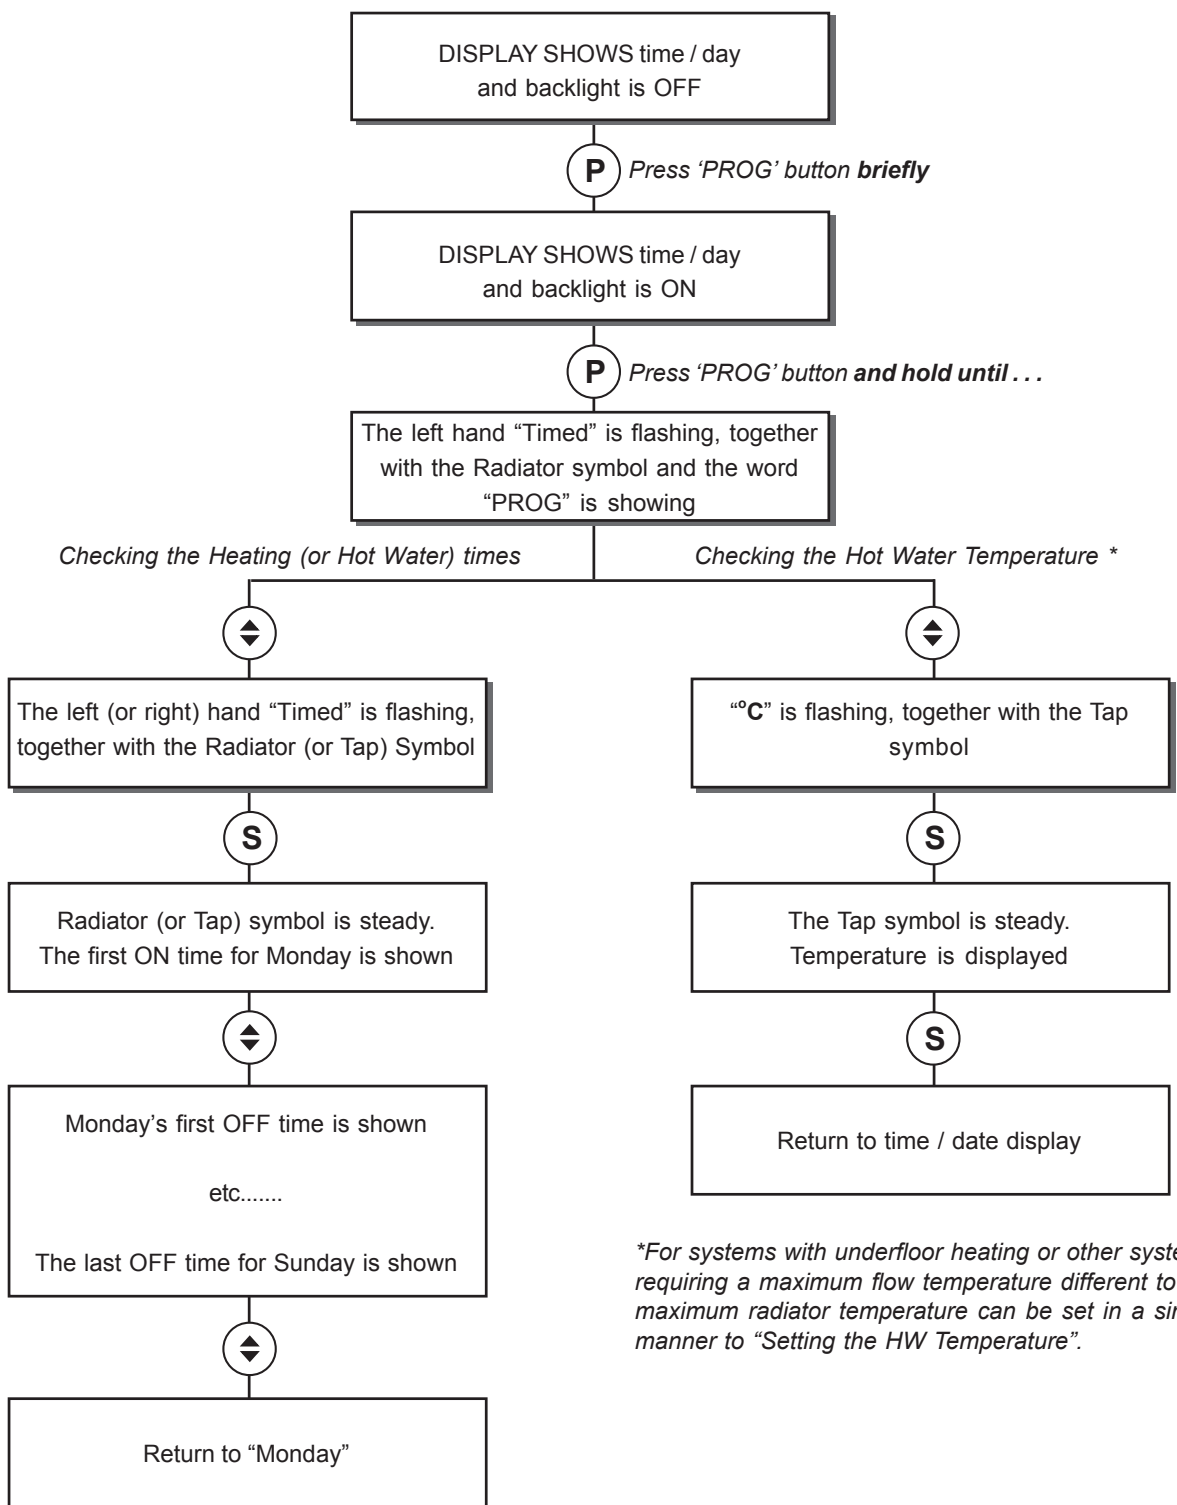 DISPLAY SHOWS time / day
and backlight is OFF
P
Press ‘PROG’ button briefly
DISPLAY SHOWS time / day
and backlight is ON
P
Press ‘PROG’ button and hold until . . .
The left hand “Timed” is flashing, together
with the Radiator symbol and the word
“PROG” is showing
Checking the Heating (or Hot Water) times
The left (or right) hand “Timed” is flashing,
together with the Radiator (or Tap) Symbol
S
Radiator (or Tap) symbol is steady.
The first ON time for Monday is shown
Monday’s first OFF time is shown
etc.......
The last OFF time for Sunday is shown
Return to “Monday”
Checking the Hot Water Temperature *
“°C” is flashing, together with the Tap
symbol
S
The Tap symbol is steady.
Temperature is displayed
S
Return to time / date display
*For systems with underfloor heating or other
requiring a maximum flow temperature different to
maximum radiator temperature can be set in a
manner to “Setting the HW Temperature”.